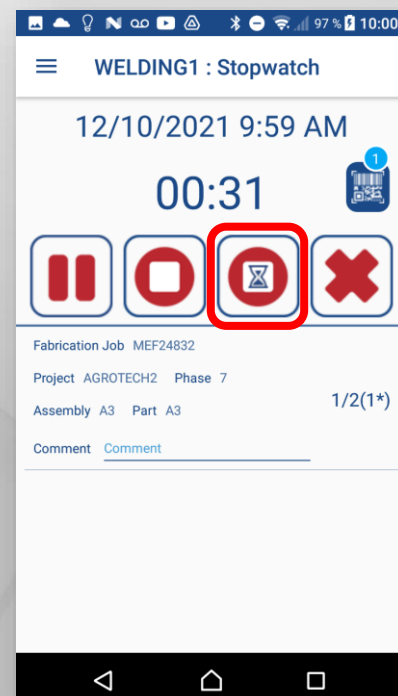 97 % 10:00
WELDING1 : Stopwatch
12/10/2021 9:59 AM
1
00:31
Fabrication Job MEF24832
Project AGROTECH2 Phase 7
Assembly A3 Part A3
1/2(1*)
Comment Comment